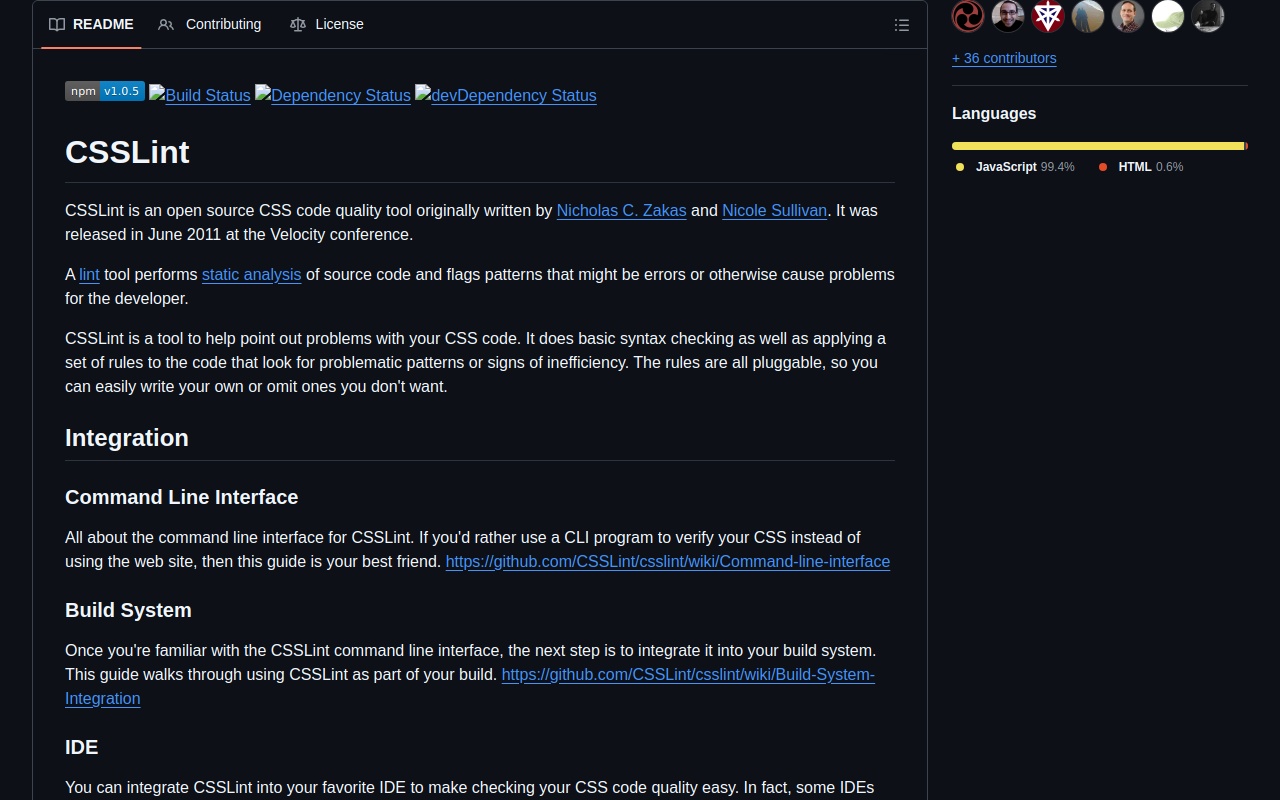 README
Contributing
License
npm v1.0.5 Build Status Dependency Status devDependency Status
CSSLint
CSSLint is an open source CSS code quality tool originally written by Nicholas C. Zakas and Nicole Sullivan. It was
released in June 2011 at the Velocity conference.
A lint tool performs static analysis of source code and flags patterns that might be errors or otherwise cause problems
for the developer.
CSSLint is a tool to help point out problems with your CSS code. It does basic syntax checking as well as applying a
set of rules to the code that look for problematic patterns or signs of inefficiency. The rules are all pluggable, so you
can easily write your own or omit ones you don't want.
Integration
Command Line Interface
All about the command line interface for CSSLint. If you'd rather use a CLI program to verify your CSS instead of
using the web site, then this guide is your best friend. https://github.com/CSSLint/csslint/wiki/Command-line-interface
Build System
Once you're familiar with the CSSLint command line interface, the next step is to integrate it into your build system.
This guide walks through using CSSLint as part of your build. https://github.com/CSSLint/csslint/wiki/Build-System-
Integration
IDE
You can integrate CSSLint into your favorite IDE to make checking your CSS code quality easy. In fact, some IDEs
+ 36 contributors
Languages
JavaScript 99.4%
HTML 0.6%